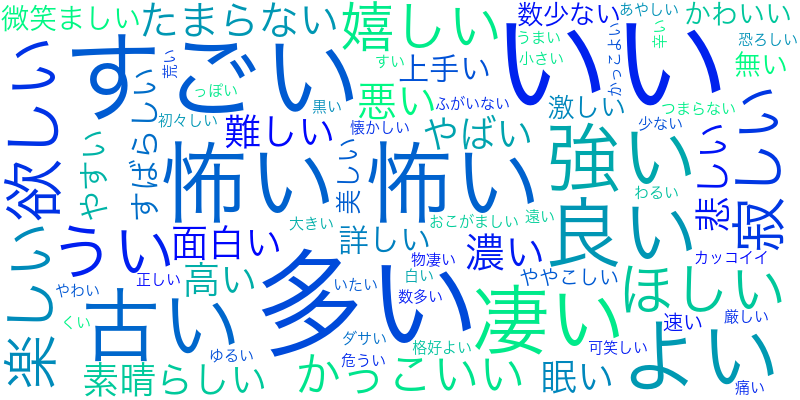 微笑ましい
たまらない
嬉しい
数少ない
あやしい
かわいい
すごい
いい
荒い
すい
上手い
うまい
小さい
かっこよい
辛い
恐ろしい
無い
欲しい
っぽい
黒い
悪い
ふがいない
激しい
つまらない
やすい
すばらしい
初々しい
難しい
懐かしい
やばい
少ない
怖い
怖い
美しい
強い
悲しい
寂しい
わるい
楽しい
うい
面白い
大きい
詳しい
おこがましい
遠い
良い
濃い
物凄い
カッコイイ
やわい
正しい
高い
多い
いたい
白い
数多い
ややこしい
ほしい
くい
古い
ゆるい
ダサい
凄い
速い
厳しい
格好よい
危うい
可笑しい
よい
素晴らしい
かっこいい
眠い
痛い